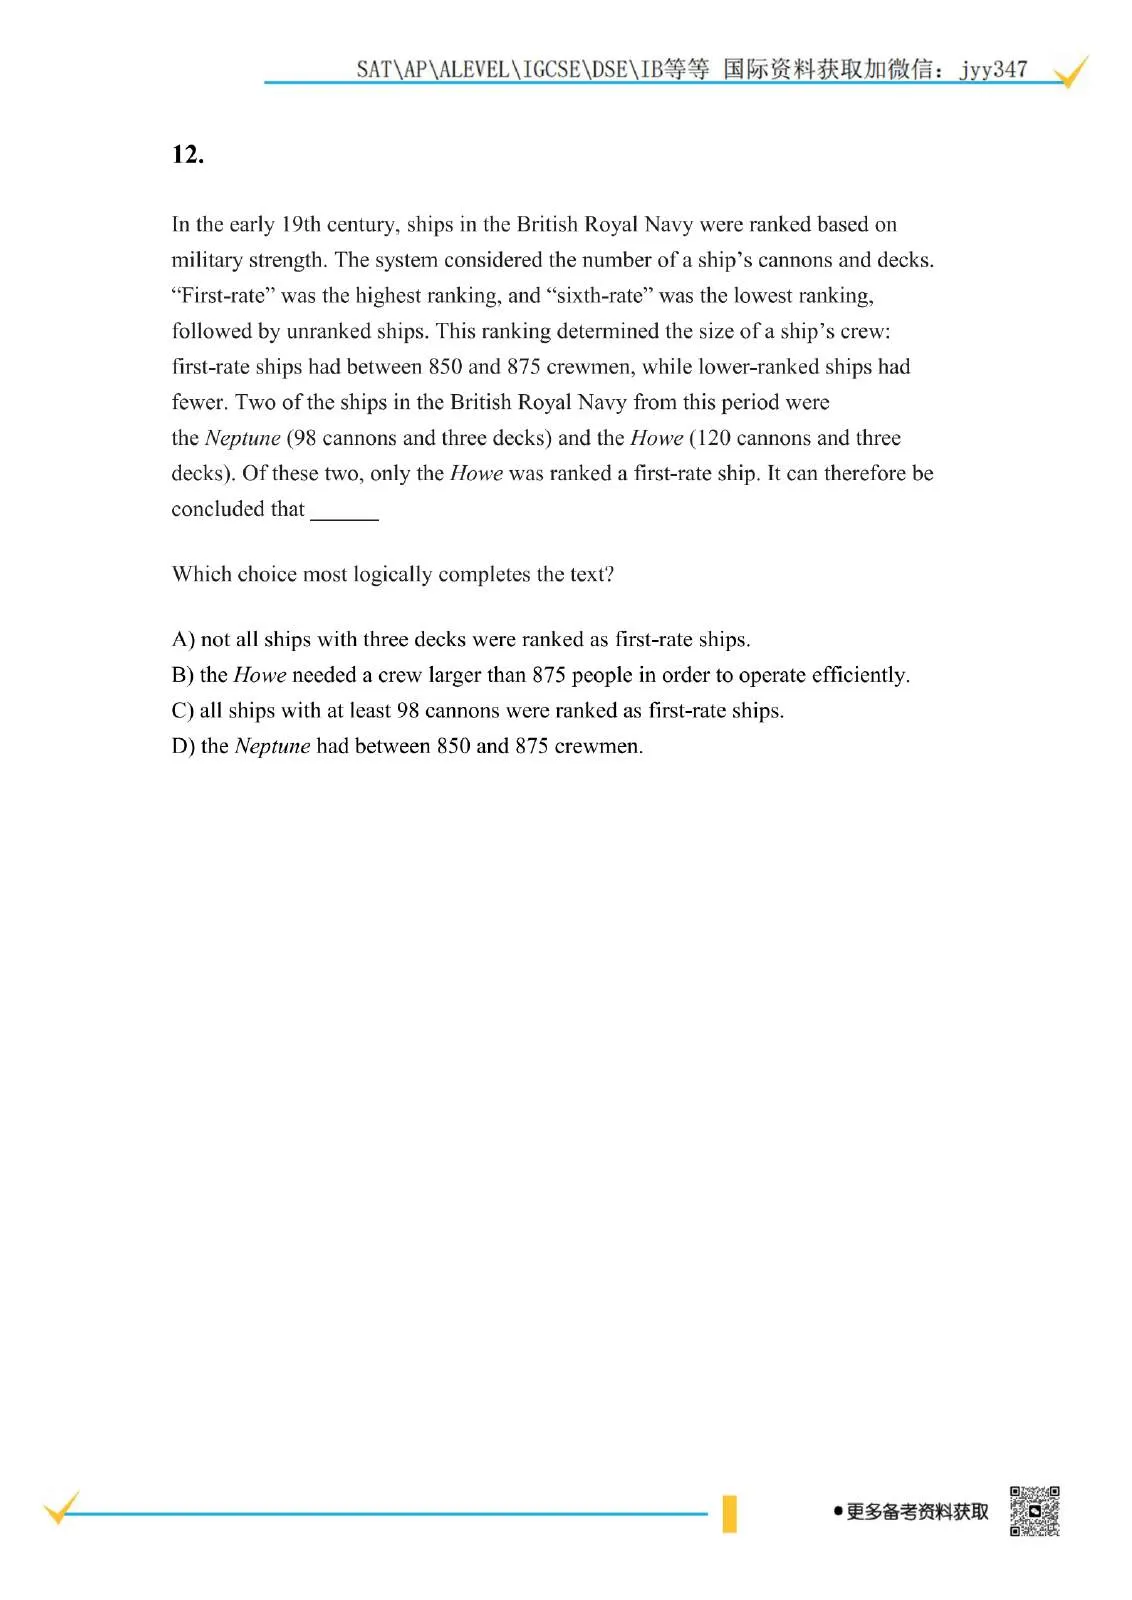 SAT\AP\ALEVEL\IGCSE\DSE\IB等等 国际资料获取加微信：jyy347
12.
In the early 19th century, ships in the British Royal Navy were ranked based on
military strength. The system considered the number of a ship’s cannons and decks.
“First-rate” was the highest ranking, and “sixth-rate” was the lowest ranking,
followed by unranked ships. This ranking determined the size of a ship’s crew:
first-rate ships had between 850 and 875 crewmen, while lower-ranked ships had
fewer. Two of the ships in the British Royal Navy from this period were
the Neptune (98 cannons and three decks) and the Howe (120 cannons and three
decks). Of these two, only the Howe was ranked a first-rate ship. It can therefore be
concluded that ______
Which choice most logically completes the text?
A) not all ships with three decks were ranked as first-rate ships.
B) the Howe needed a crew larger than 875 people in order to operate efficiently.
C) all ships with at least 98 cannons were ranked as first-rate ships.
D) the Neptune had between 850 and 875 crewmen.
●更多备考资料获取